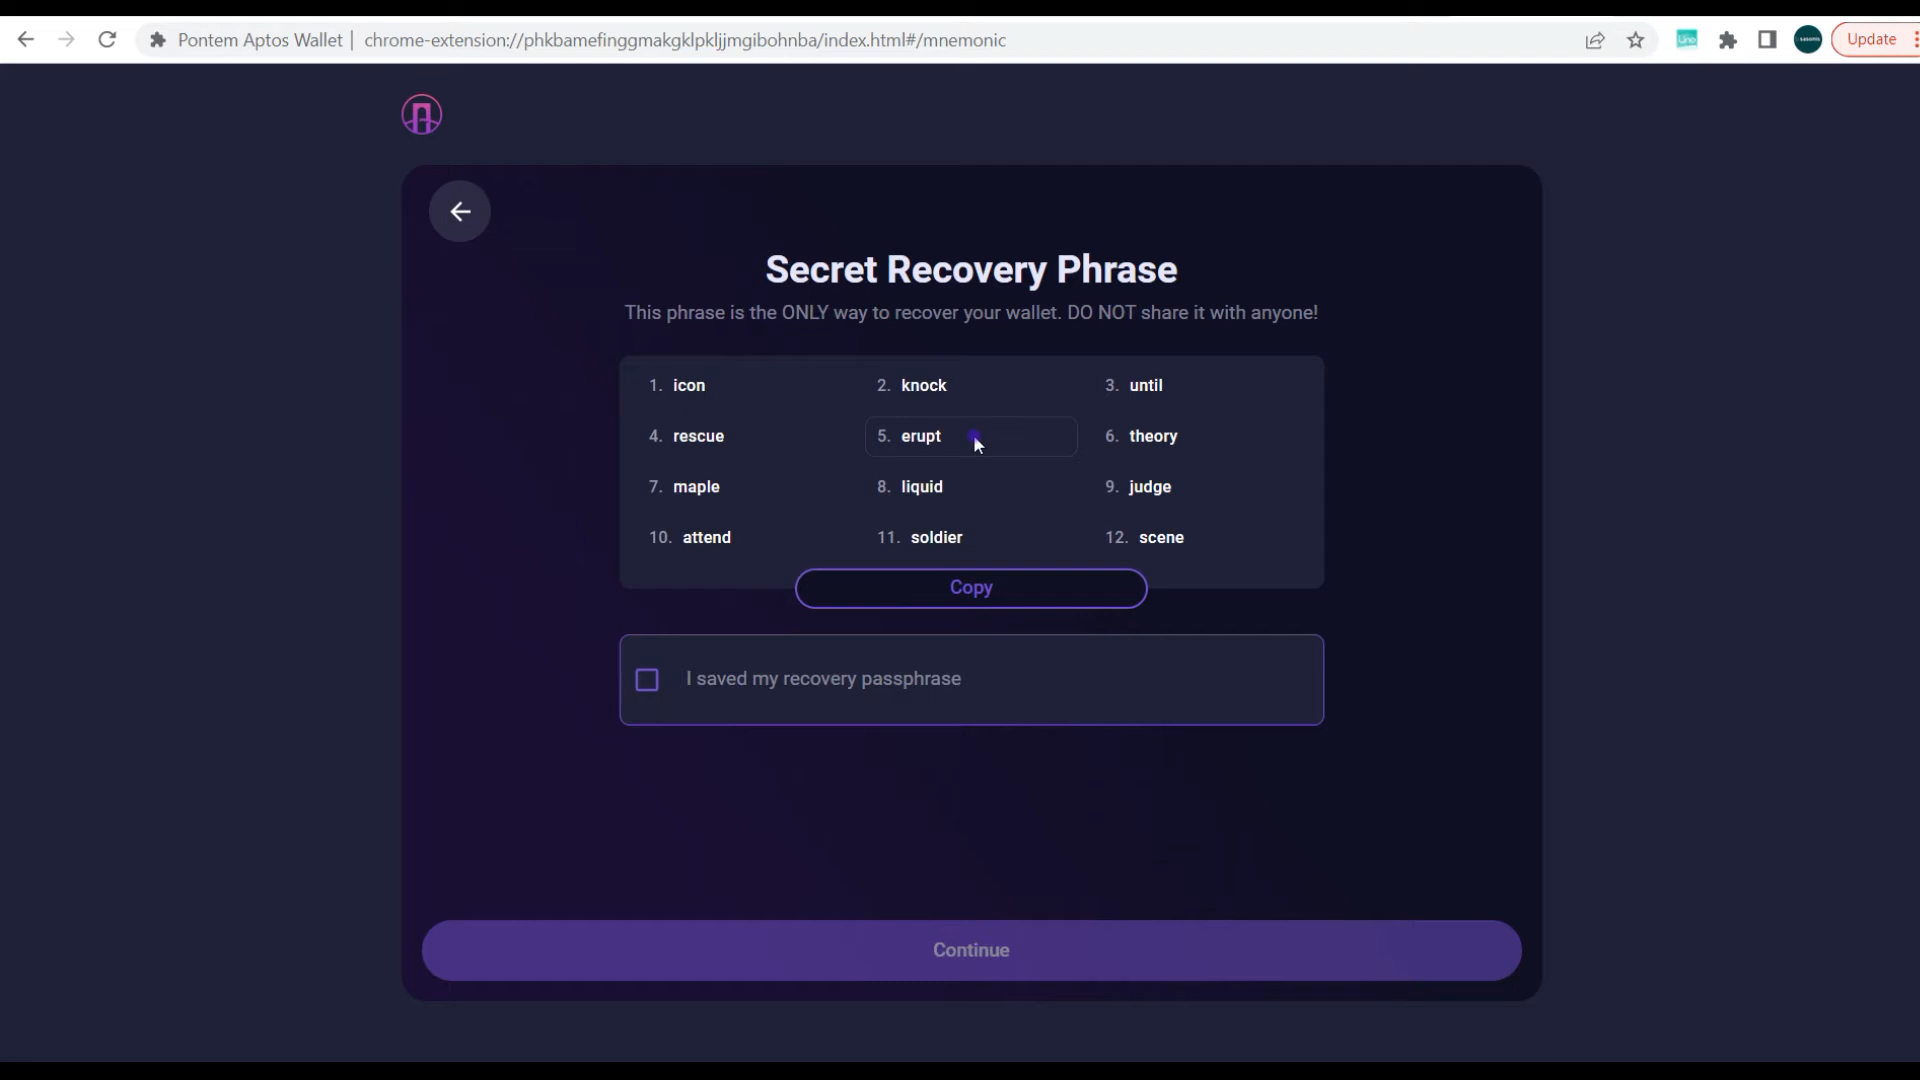 Pontem Aptos Wallet | chrome-extension://phkbamefinggmakgklpkljjmgibohnba/index.html#/mnemonic
Update
Secret Recovery Phrase
This phrase is the ONLY way to recover your wallet. DO NOT share it with anyone!
1. icon 2. knock 3. until
4. rescue 5. erupt 6. theory
7. maple 8. liquid 9. judge
10. attend 11. soldier 12. scene
Copy
I saved my recovery passphrase
Continue